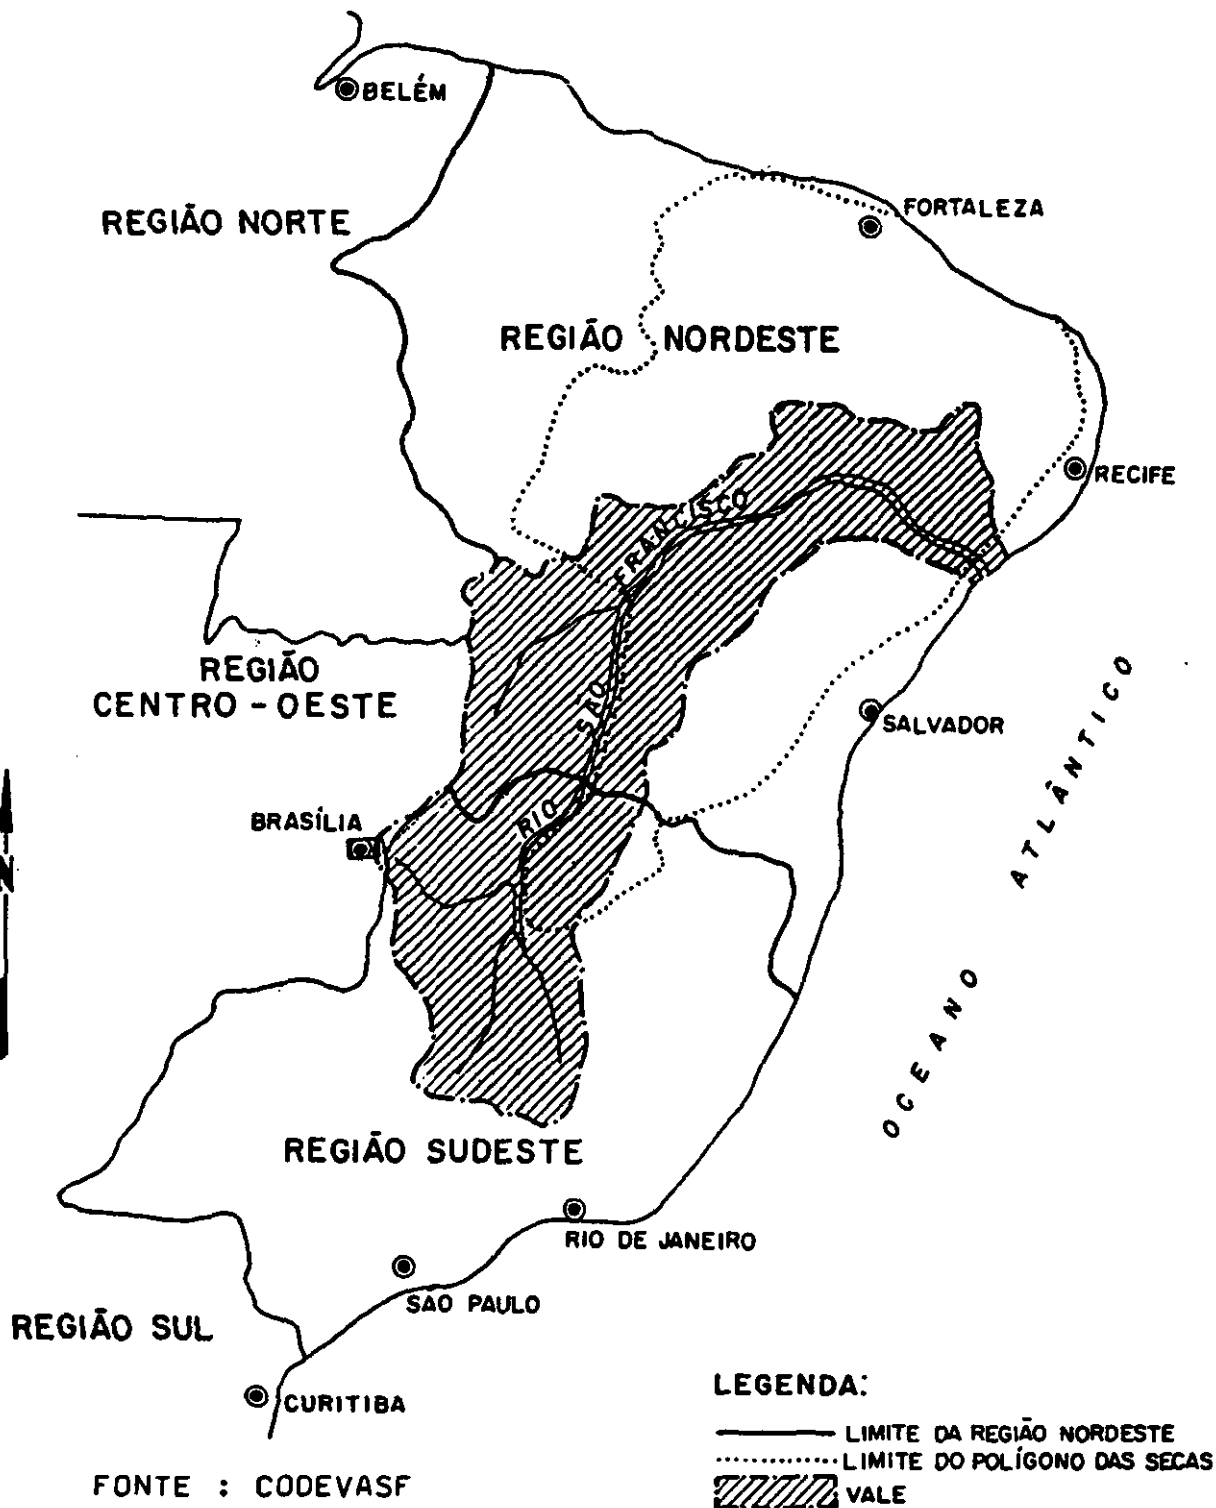 BELÉM
REGIÃO NORTE
FORTALEZA
REGIÃO NORDESTE
RECIFE
RIO SÃO FRANCISCO
REGIÃO
CENTRO - OESTE
SALVADOR
BRASÍLIA
N
OCEANO ATLÂNTICO
REGIÃO SUDESTE
RIO DE JANEIRO
SAO PAULO
REGIÃO SUL
CURITIBA
LEGENDA:
LIMITE DA REGIÃO NORDESTE
LIMITE DO POLÍGONO DAS SECAS
VALE
FONTE : CODEVASF